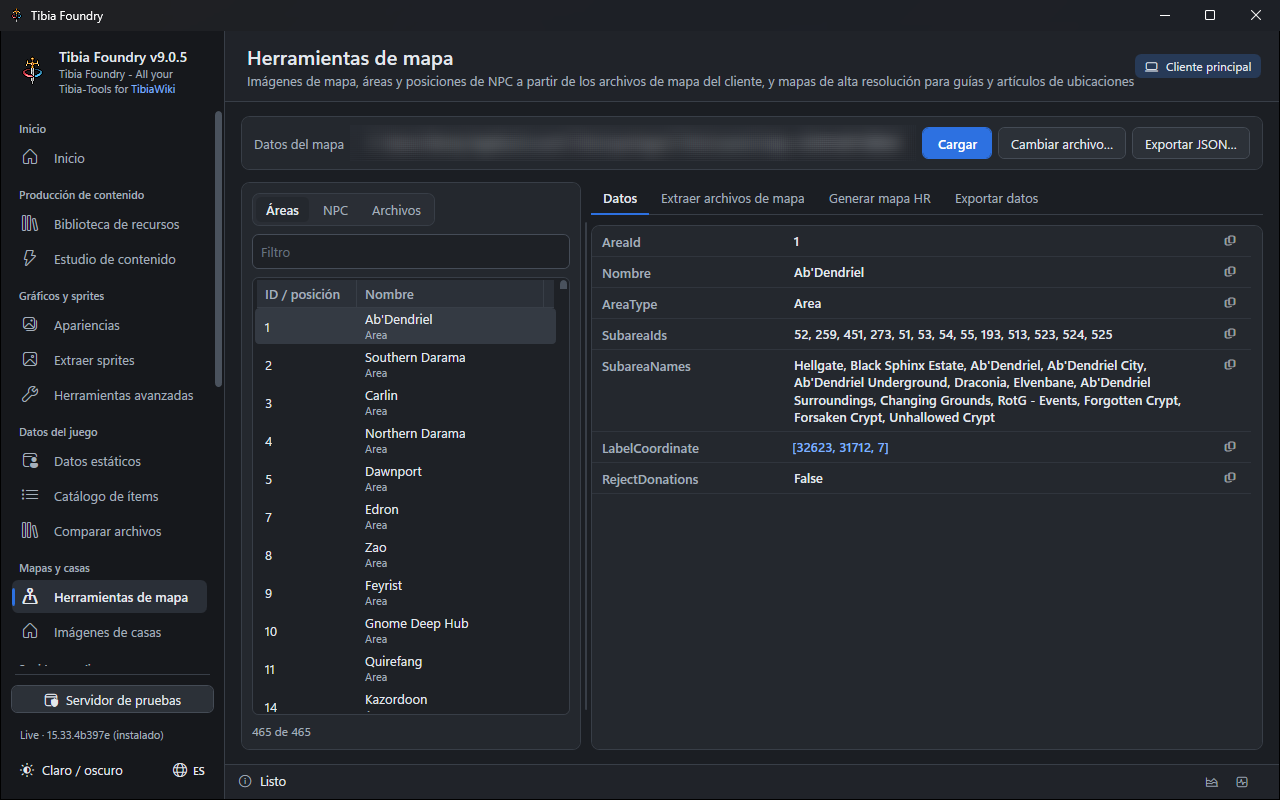 Tibia Foundry
Tibia Foundry v9.0.5
Tibia Foundry - All your
Tibia-Tools for TibiaWiki
Inicio
Inicio
Producción de contenido
Biblioteca de recursos
Estudio de contenido
Gráficos y sprites
Apariencias
Extraer sprites
Herramientas avanzadas
Datos del juego
Datos estáticos
Catálogo de ítems
Comparar archivos
Mapas y casas
Herramientas de mapa
Imágenes de casas
Servidor de pruebas
Live · 15.33.4b397e (instalado)
Claro / oscuro
ES
Herramientas de mapa
Imágenes de mapa, áreas y posiciones de NPC a partir de los archivos de mapa del cliente, y mapas de alta resolución para guías y artículos de ubicaciones
Cliente principal
Datos del mapa
Cargar
Cambiar archivo...
Exportar JSON...
Áreas
NPC
Archivos
Filtro
ID / posición
Nombre
1
Ab'Dendriel
Area
2
Southern Darama
Area
3
Carlin
Area
4
Northern Darama
Area
5
Dawnport
Area
7
Edron
Area
8
Zao
Area
9
Feyrist
Area
10
Gnome Deep Hub
Area
11
Quirefang
Area
14
Kazordoon
465 de 465
Datos
Extraer archivos de mapa
Generar mapa HR
Exportar datos
AreaId
1
Nombre
Ab'Dendriel
AreaType
Area
SubareaIds
52, 259, 451, 273, 51, 53, 54, 55, 193, 513, 523, 524, 525
SubareaNames
Hellgate, Black Sphinx Estate, Ab'Dendriel, Ab'Dendriel City,
Ab'Dendriel Underground, Draconia, Elvenbane, Ab'Dendriel
Surroundings, Changing Grounds, RotG - Events, Forgotten Crypt,
Forsaken Crypt, Unhallowed Crypt
LabelCoordinate
[32623, 31712, 7]
RejectDonations
False
Listo